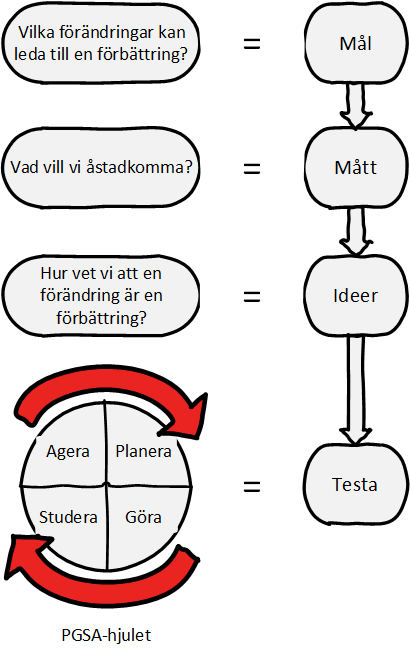 Vilka förändringar kan
leda till en förbättring?
=
Mål
Vad vill vi åstadkomma?
=
Mått
Hur vet vi att en
förändring är en
förbättring?
=
Ideer
Agera
Planera
Studera
Göra
=
Testa
PGSA-hjulet